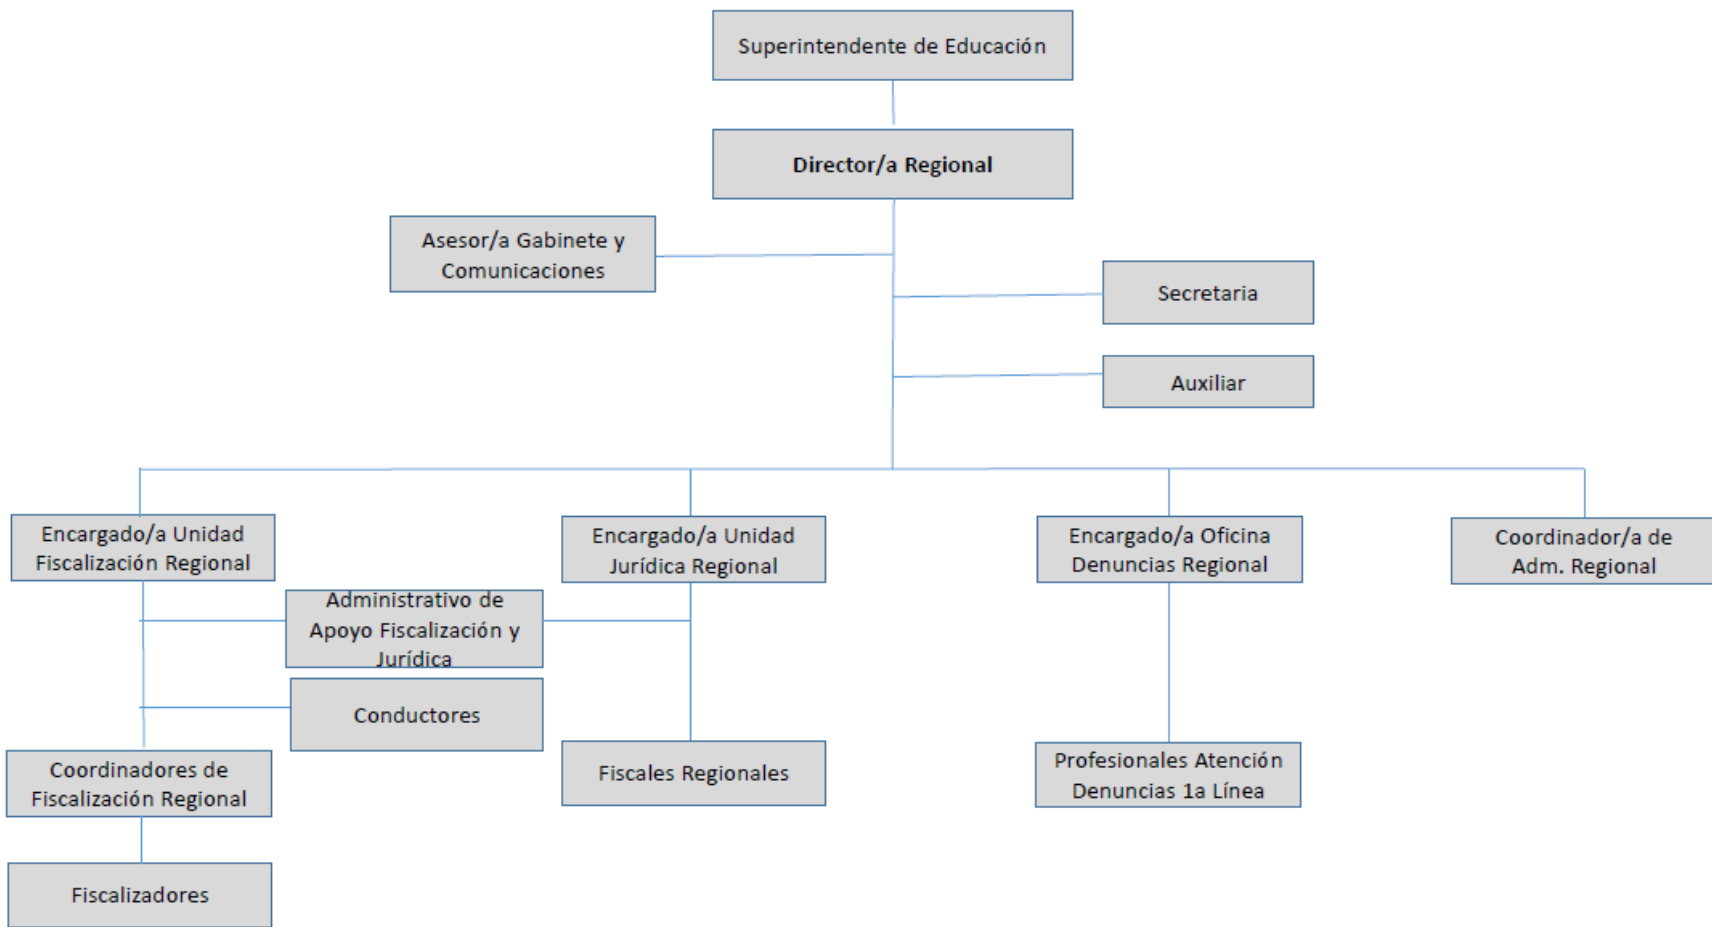 Superintendente de Educación
Director/a Regional
Asesor/a Gabinete y
Comunicaciones
Secretaria
Auxiliar
Encargado/a Unidad
Fiscalización Regional
Encargado/a Unidad
Jurídica Regional
Encargado/a Oficina
Denuncias Regional
Coordinador/a de
Adm. Regional
Administrativo de
Apoyo Fiscalización y
Jurídica
Conductores
Coordinadores de
Fiscalización Regional
Fiscales Regionales
Profesionales Atención
Denuncias 1a Línea
Fiscalizadores